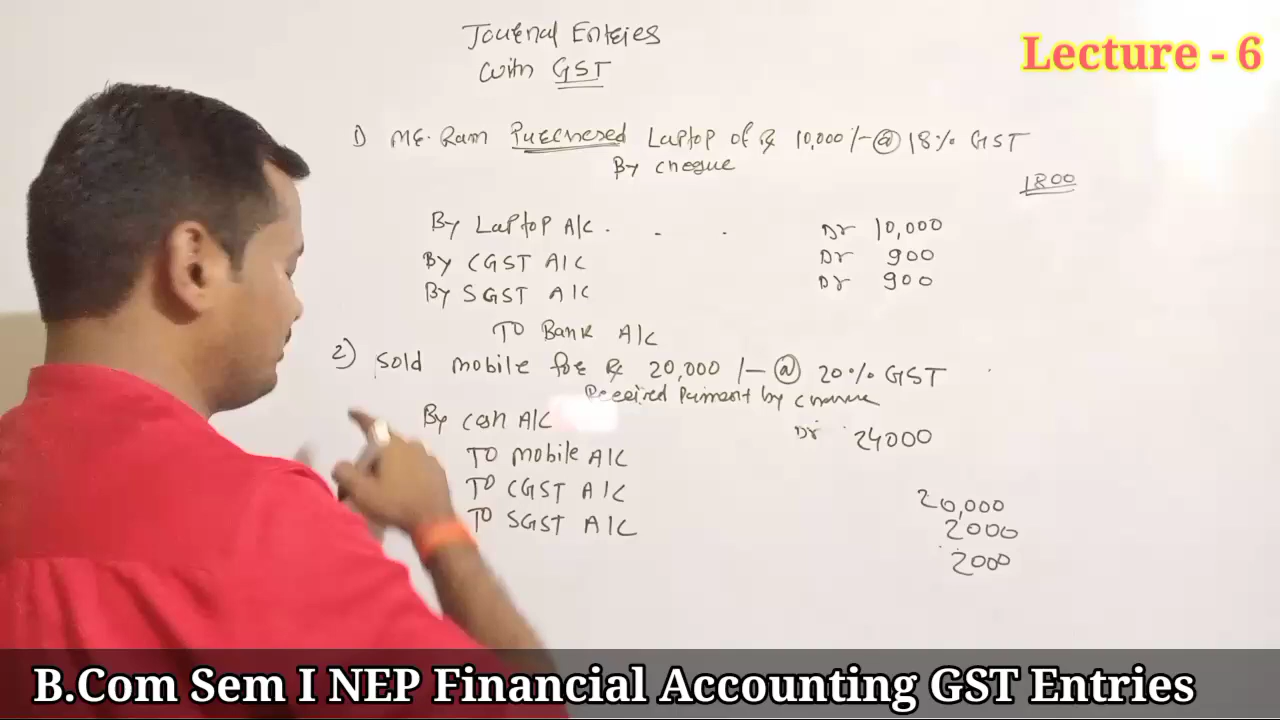 Journal Entries
with GST
Lecture - 6
1) Mr. Ram Purchesed Laptop of ₨ 10,000/- @ 18% GST
By cheque
1800
By Laptop A/C. - - Dr 10,000
By CGST A/C Dr 900
By SGST A/C Dr 900
To Bank A/C
2) Sold mobile for ₨ 20,000 /- @ 20% GST
Received by
By cash A/C Dr 24000
To mobile A/C 20,000
To CGST A/C 2000
To SGST A/C 2000
B.Com Sem I NEP Financial Accounting GST Entries